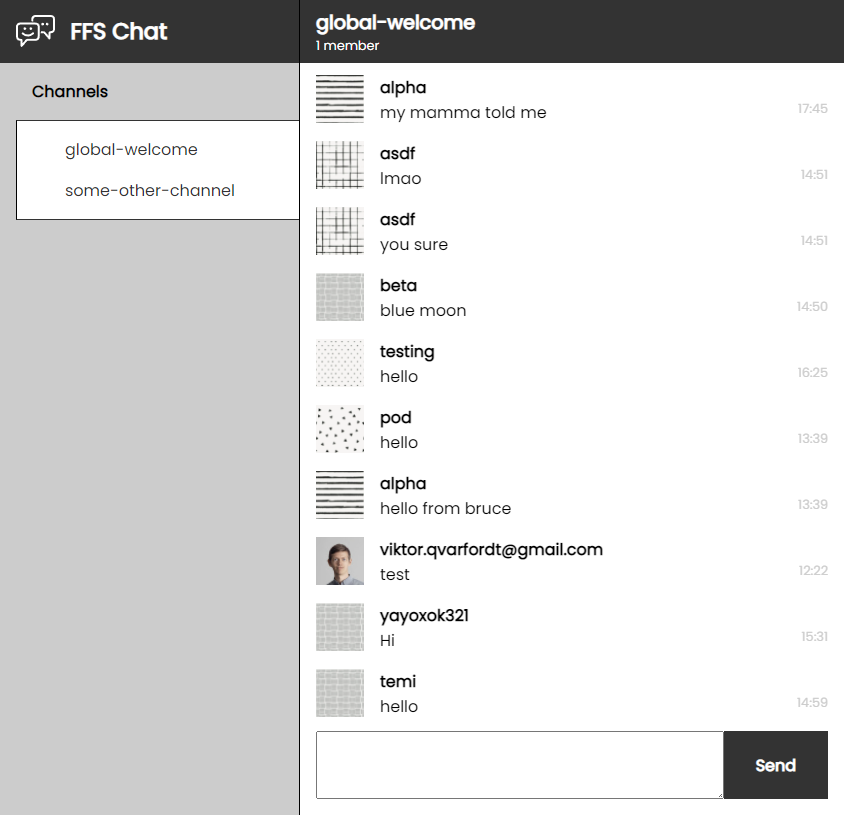 FFS Chat
Channels
global-welcome
some-other-channel
global-welcome
1 member
alpha
my mamma told me
17:45
asdf
lmao
14:51
asdf
you sure
14:51
beta
blue moon
14:50
testing
hello
16:25
pod
hello
13:39
alpha
hello from bruce
13:39
viktor.qvarfordt@gmail.com
test
12:22
yayoxok321
Hi
15:31
temi
hello
14:59
Send